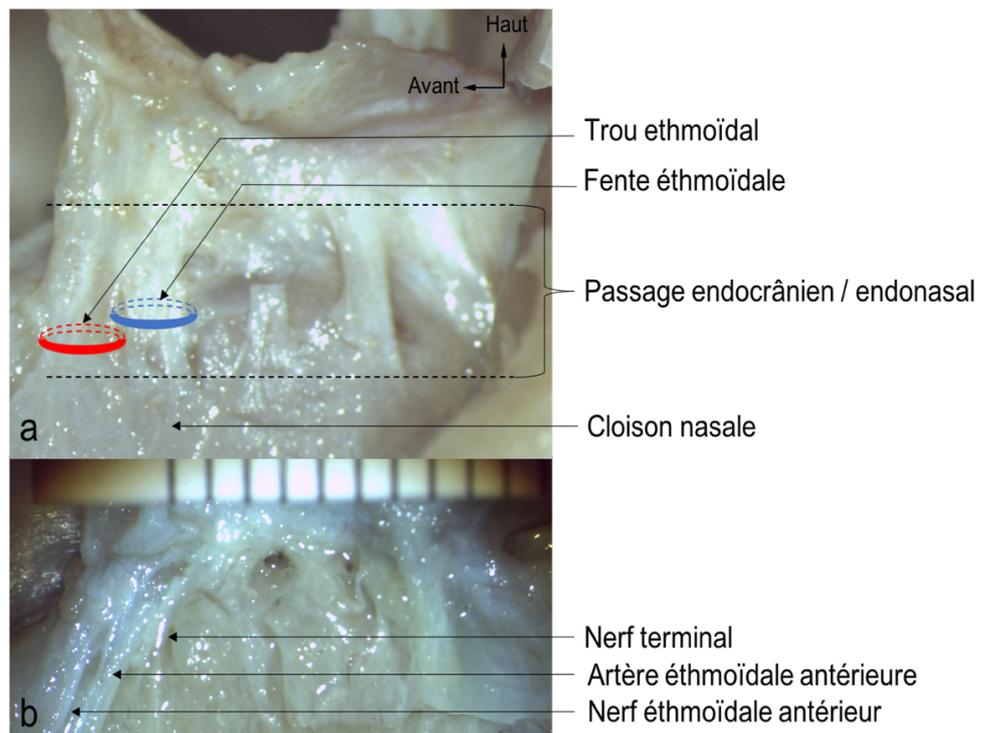 Haut
Avant
Trou ethmoïdal
Fente éthmoïdale
Passage endocrânien / endonasal
Cloison nasale
a
Nerf terminal
Artère éthmoïdale antérieure
Nerf éthmoïdale antérieur
b